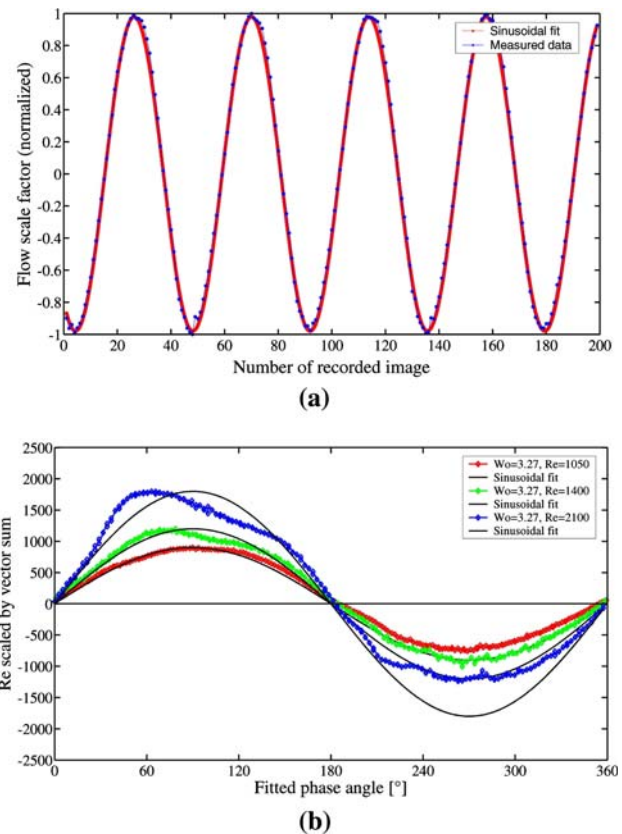 1
0.8
0.6
0.4
0.2
0
-0.2
-0.4
-0.6
-0.8
-1
Flow scale factor (normalized)
Sinusoidal fit
Measured data
0 20 40 60 80 100 120 140 160 180 200
Number of recorded image
(a)
2500
2000
1500
1000
500
0
-500
-1000
-1500
-2000
-2500
Re scaled by vector sum
Wo=3.27, Re=1050
Sinusoidal fit
Wo=3.27, Re=1400
Sinusoidal fit
Wo=3.27, Re=2100
Sinusoidal fit
0 60 120 180 240 300 360
Fitted phase angle [°]
(b)